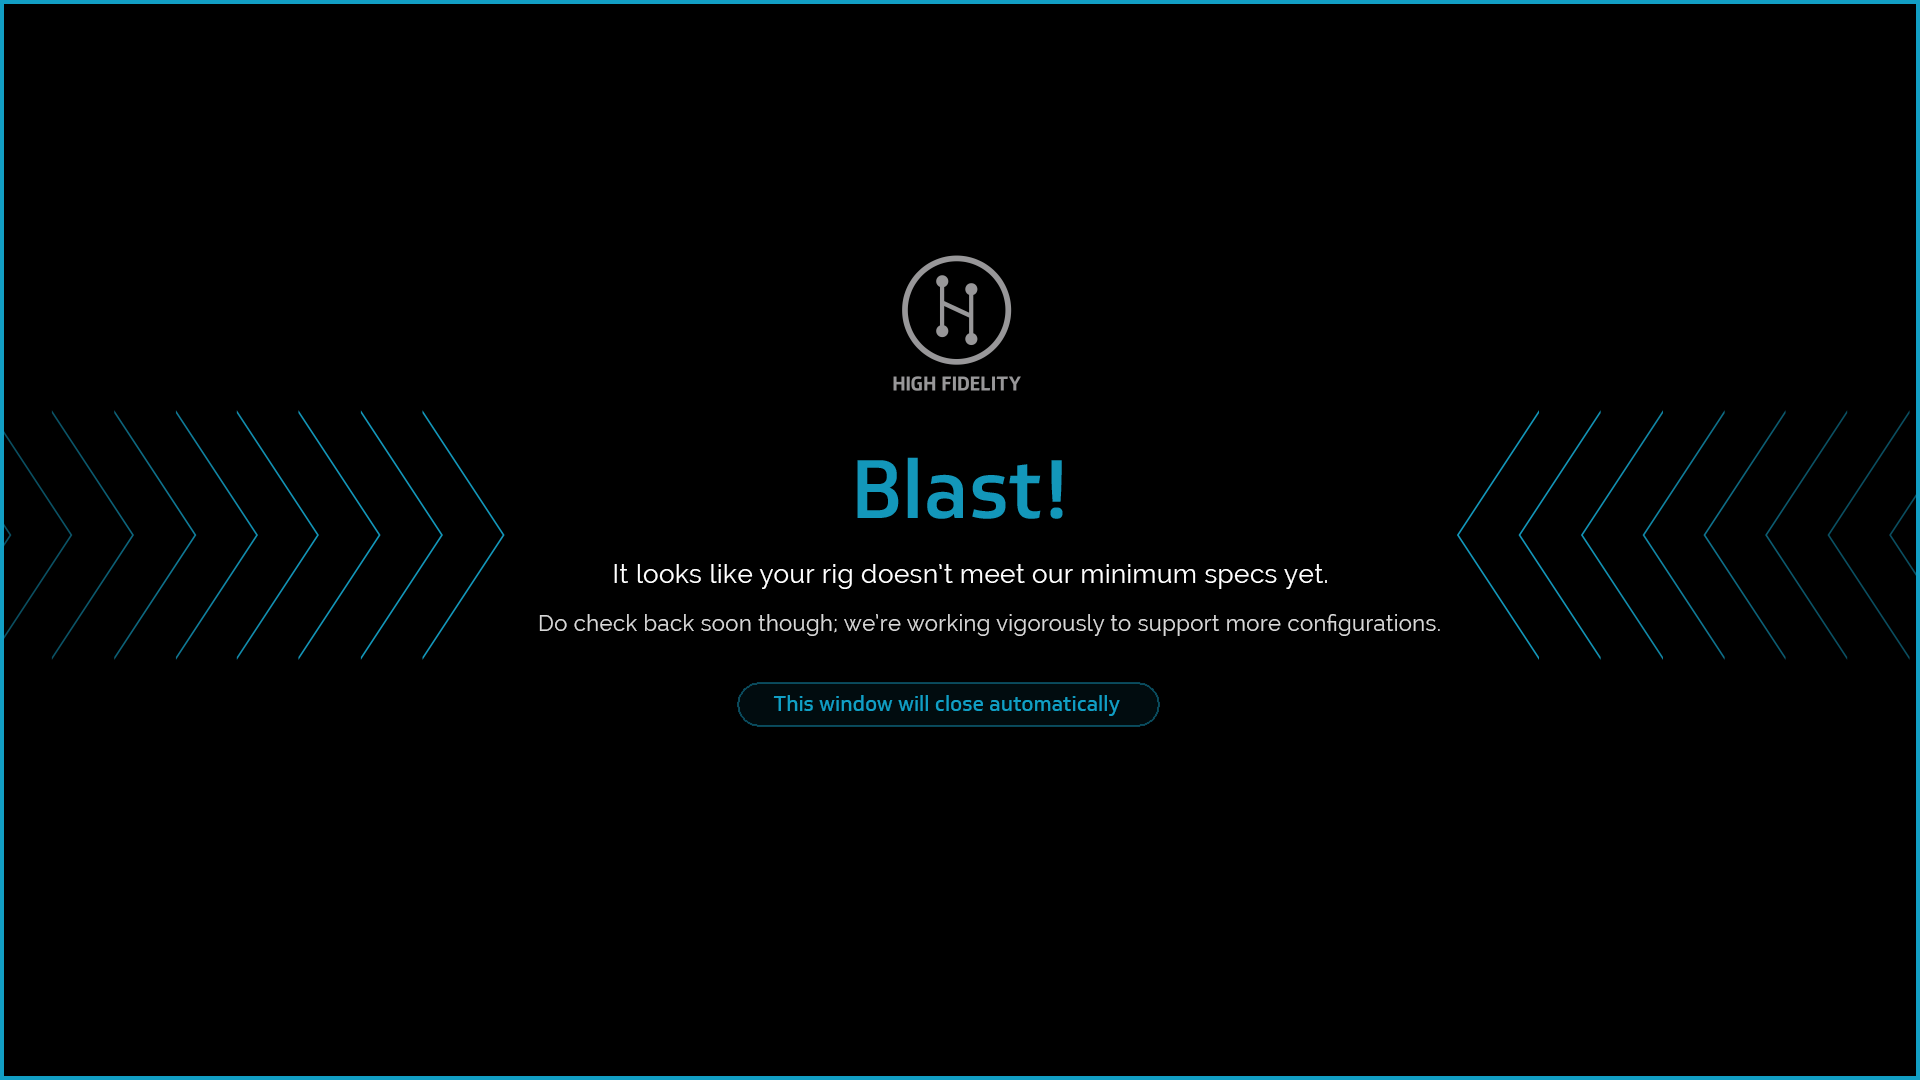 HIGH FIDELITY
Blast!
It looks like your rig doesn't meet our minimum specs yet.
Do check back soon though; we're working vigorously to support more configurations.
This window will close automatically